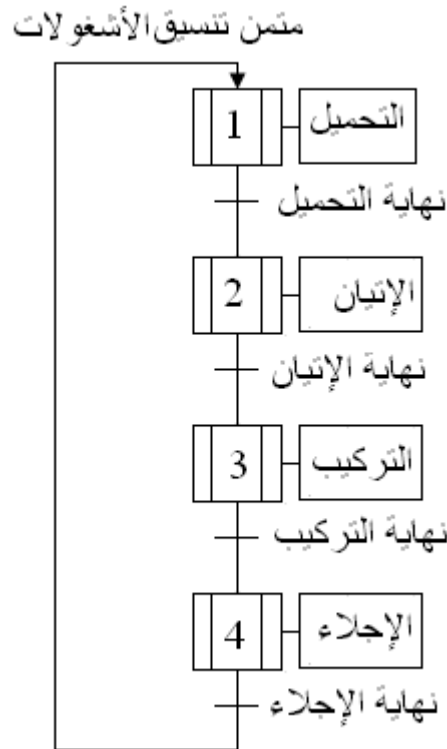 متمن تنسيق الأشغولات
1 التحميل
نهاية التحميل
2 الإتيان
نهاية الإتيان
3 التركيب
نهاية التركيب
4 الإجلاء
نهاية الإجلاء